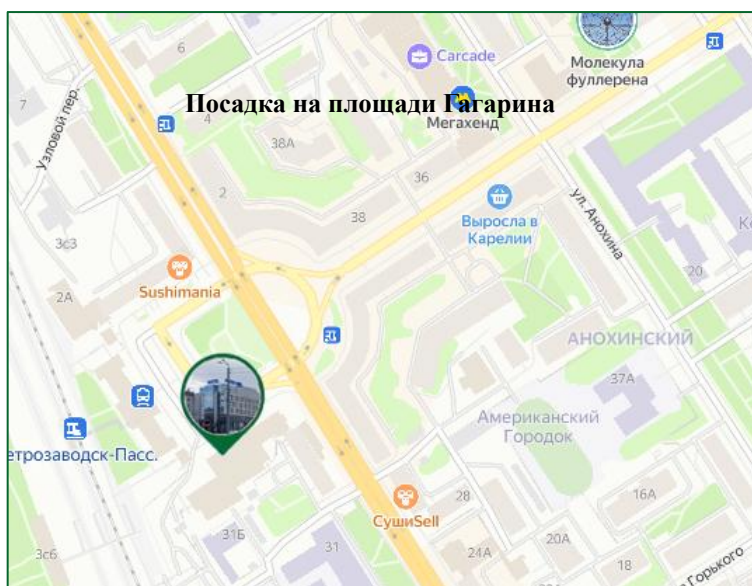 6
Carcade
Молекула
фуллерена
7
Узловой пер.
Посадка на площади Гагарина
4
Мегахенд
38А
36
2
38
Выросла в
Карелии
ул. Анохина
3с3
20
Sushimania
2А
АНОХИНСКИЙ
37А
Американский
Городок
етрозаводск-Пасс.
СушиSell
28
16А
31Б
31
20А
24А
18
3с6
Горького